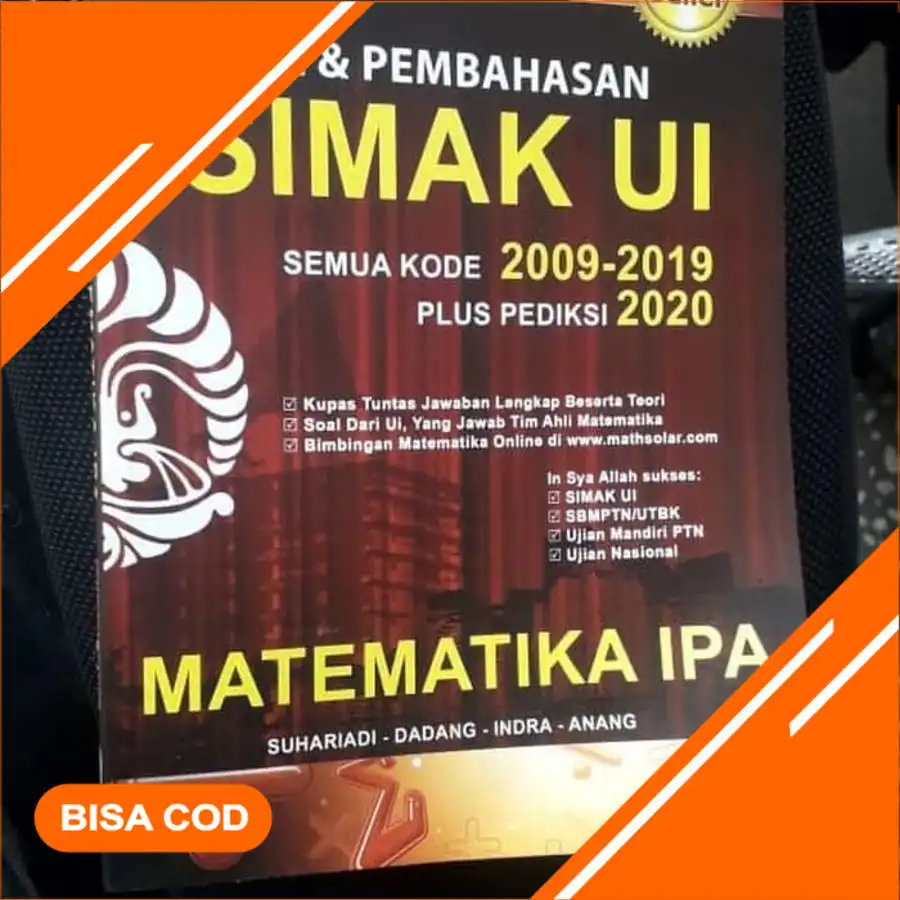 & PEMBAHASAN
SIMAK UI
SEMUA KODE 2009-2019
PLUS PEDIKSI 2020
☑ Kupas Tuntas Jawaban Lengkap Beserta Teori
☑ Soal Dari Ui, Yang Jawab Tim Ahli Matematika
☑ Bimbingan Matematika Online di www.mathsolar.com
In Sya Allah sukses:
☑ SIMAK UI
☑ SBMPTN/UTBK
☑ Ujian Mandiri PTN
☑ Ujian Nasional
MATEMATIKA IPA
SUHARIADI - DADANG - INDRA - ANANG
BISA COD